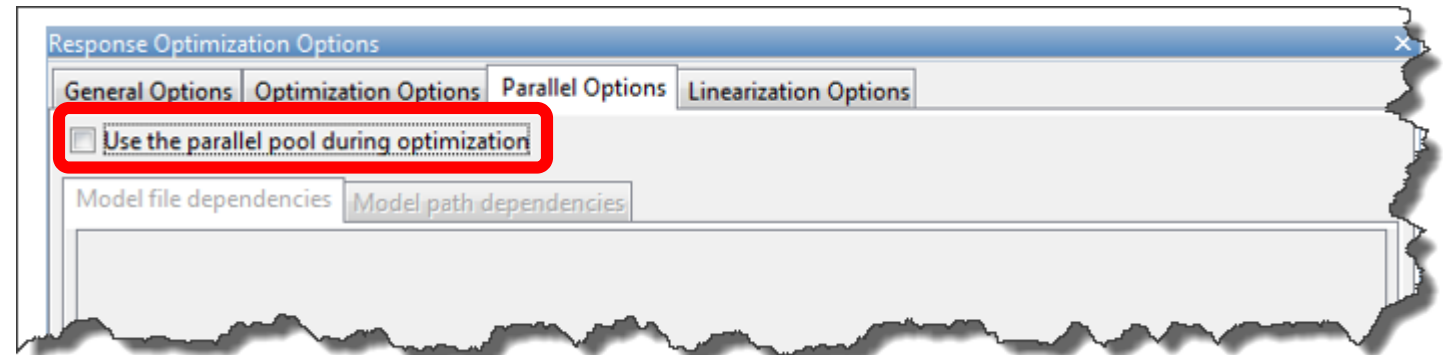 Response Optimization Options
General Options Optimization Options Parallel Options Linearization Options
Use the parallel pool during optimization
Model file dependencies Model path dependencies